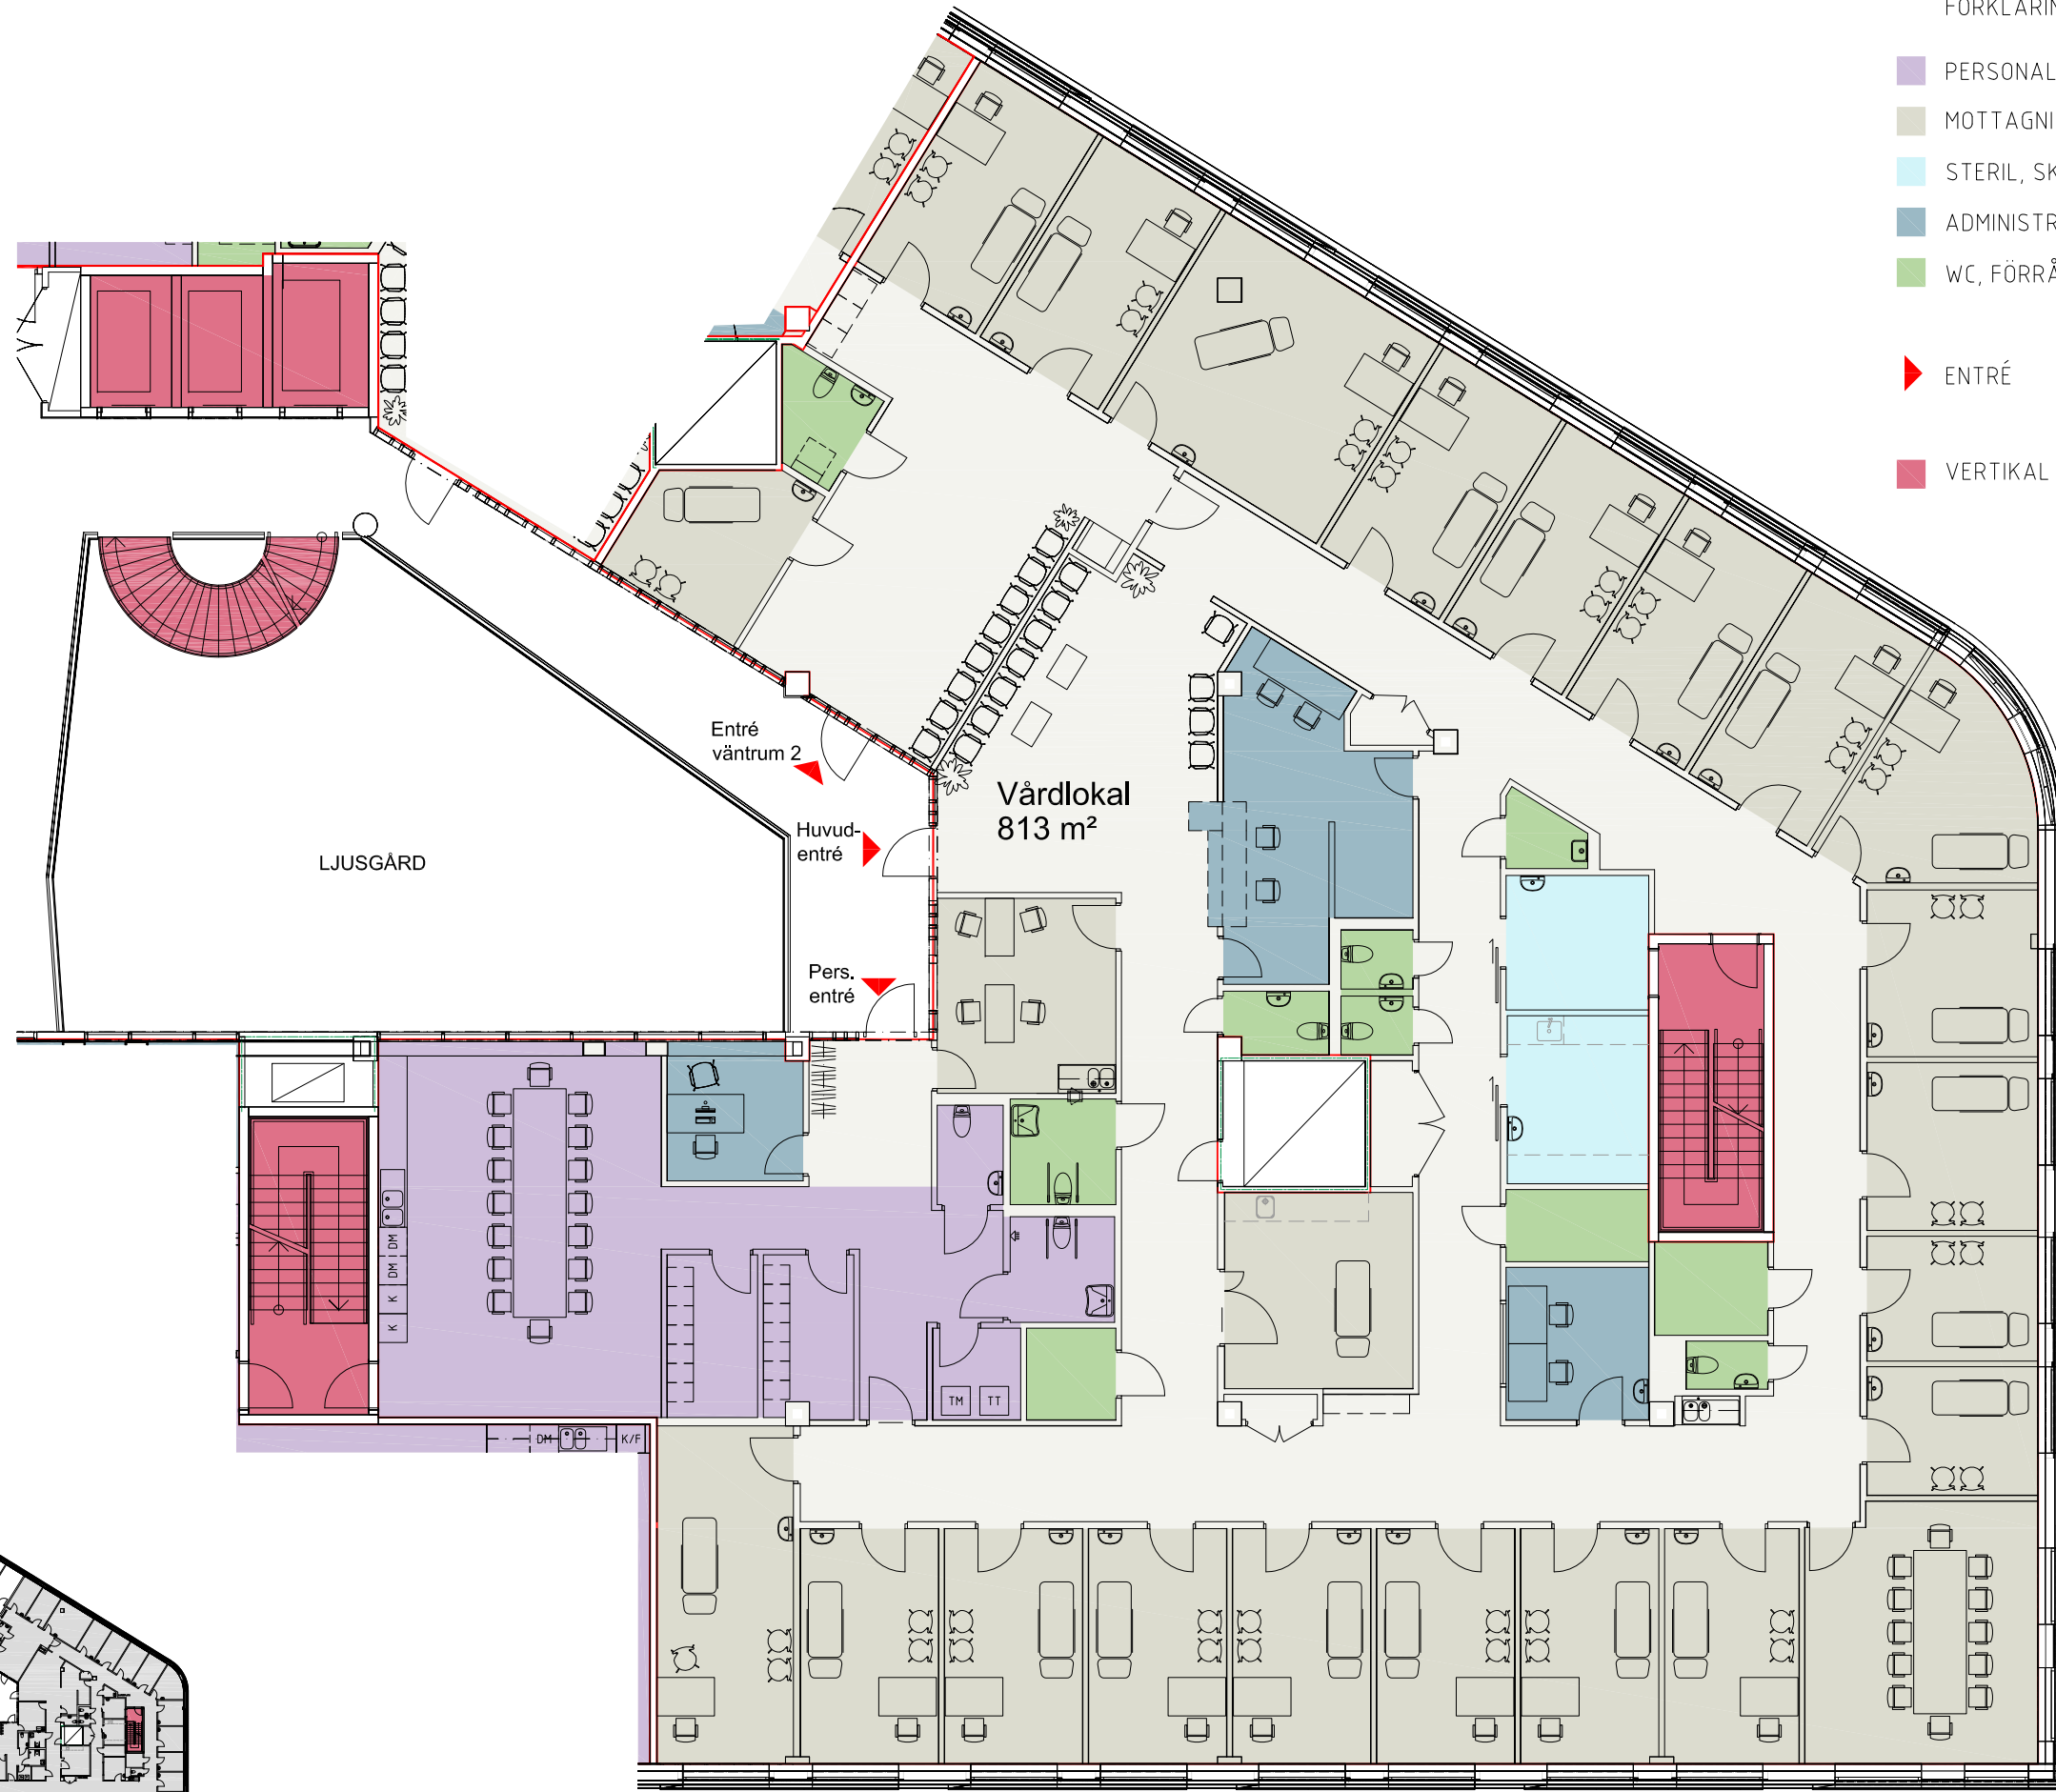 FÖRKLARIN
PERSONAL
MOTTAGNI
STERIL, SK
ADMINISTR
WC, FÖRRÅ
ENTRÉ
VERTIKAL
Entré
väntrum 2
Vårdlokal
813 m²
Huvud-
entré
LJUSGÅRD
Pers.
entré
DM
DM
K
K
TM TT
DM K/F